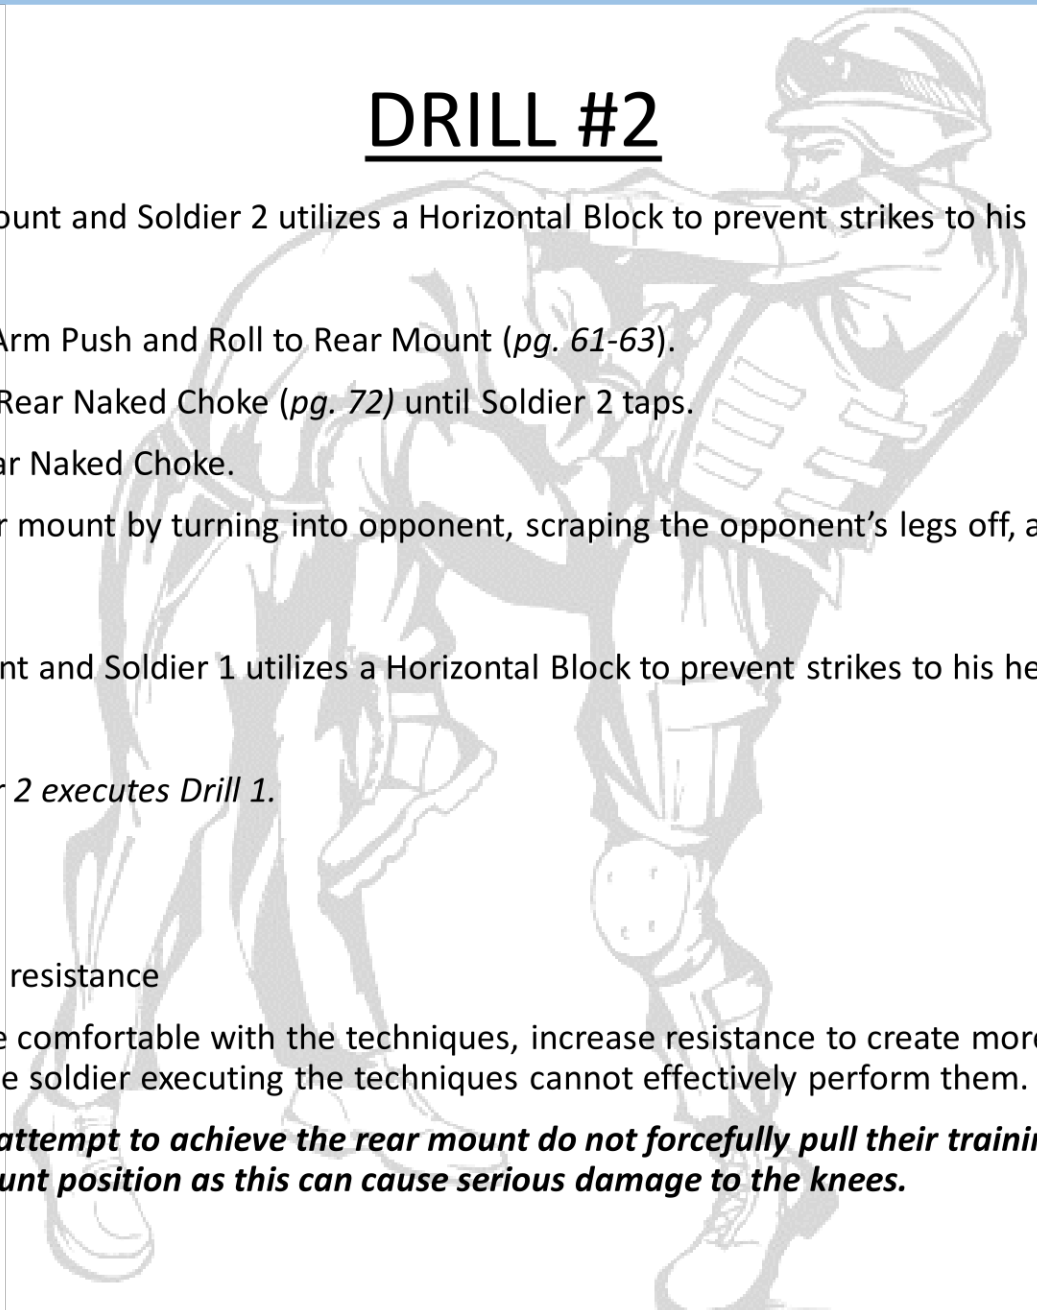 DRILL #2
ount and Soldier 2 utilizes a Horizontal Block to prevent strikes to his
Arm Push and Roll to Rear Mount (pg. 61-63).
Rear Naked Choke (pg. 72) until Soldier 2 taps.
ar Naked Choke.
r mount by turning into opponent, scraping the opponent’s legs off, a
nt and Soldier 1 utilizes a Horizontal Block to prevent strikes to his he
r 2 executes Drill 1.
resistance
e comfortable with the techniques, increase resistance to create more
e soldier executing the techniques cannot effectively perform them.
attempt to achieve the rear mount do not forcefully pull their trainin
unt position as this can cause serious damage to the knees.